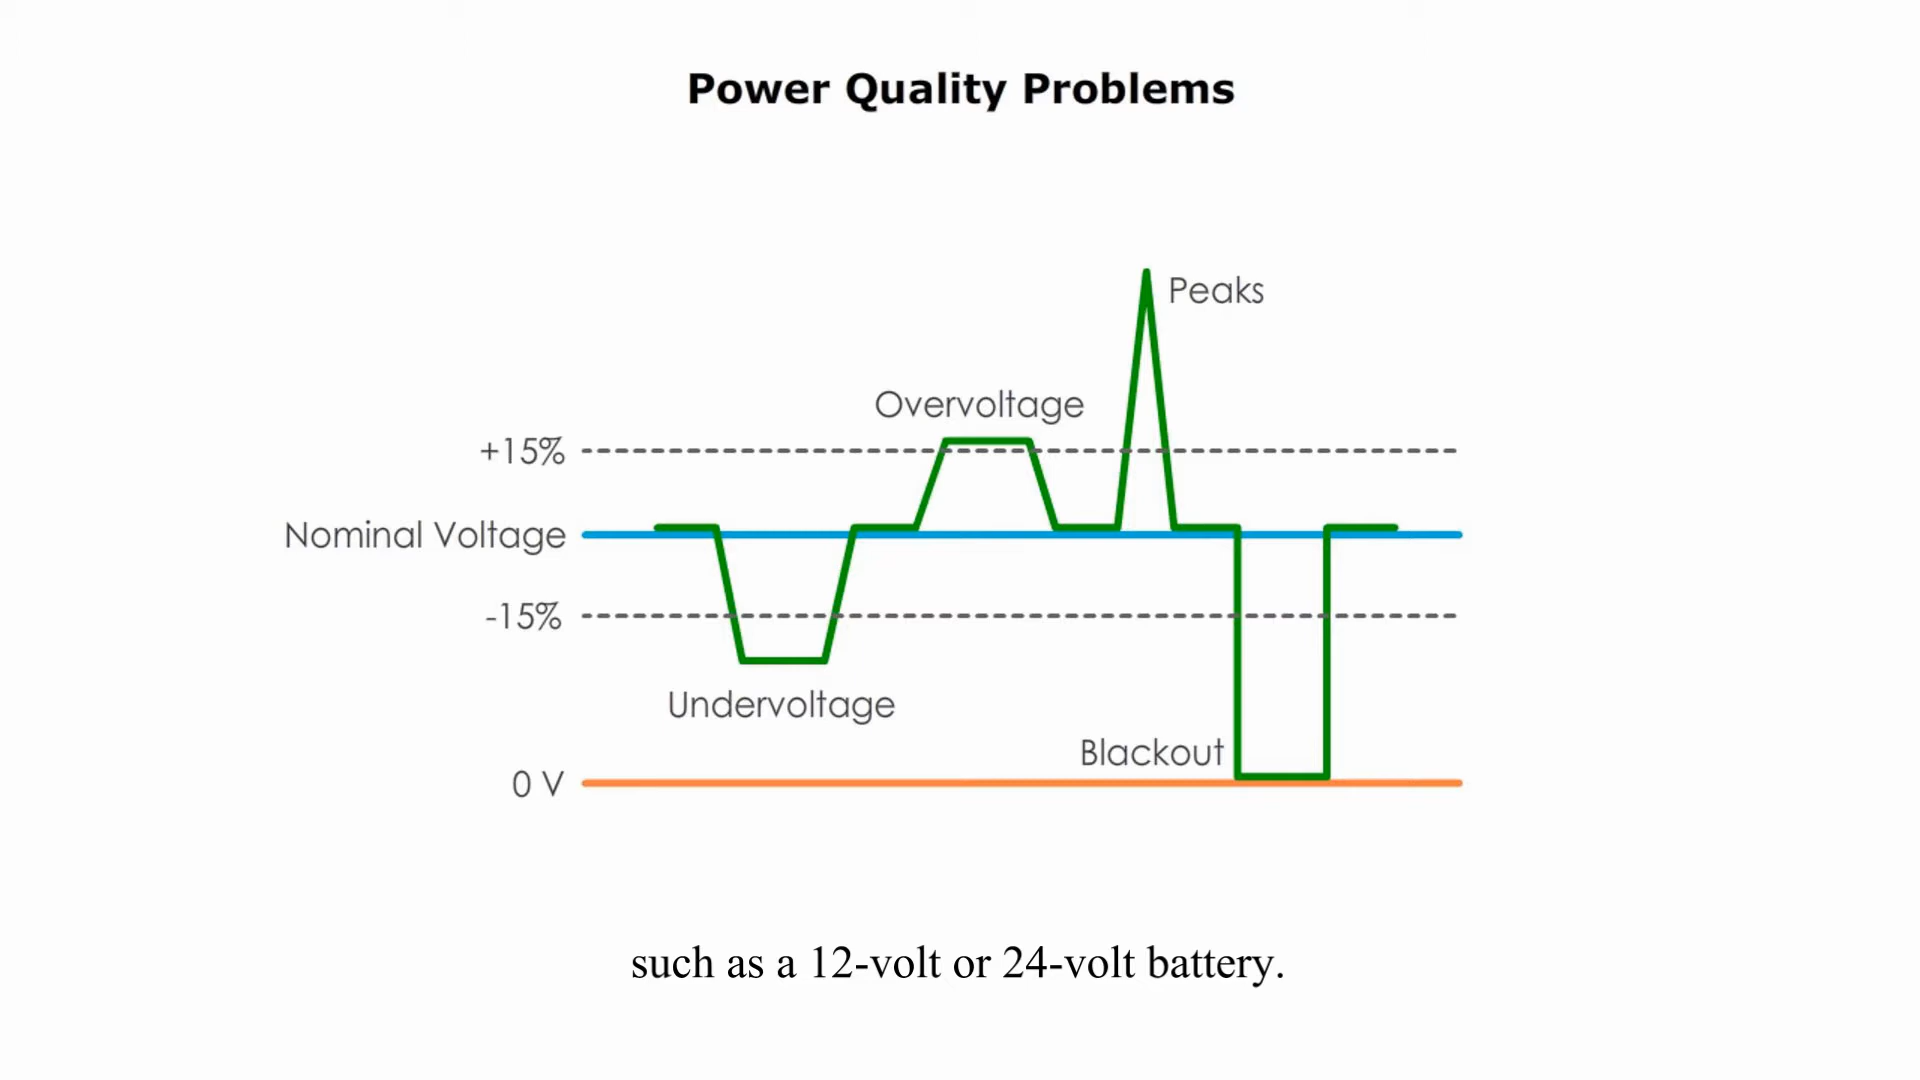 Power Quality Problems
Peaks
Overvoltage
+15%
Nominal Voltage
-15%
Undervoltage
Blackout
0 V
such as a 12-volt or 24-volt battery.